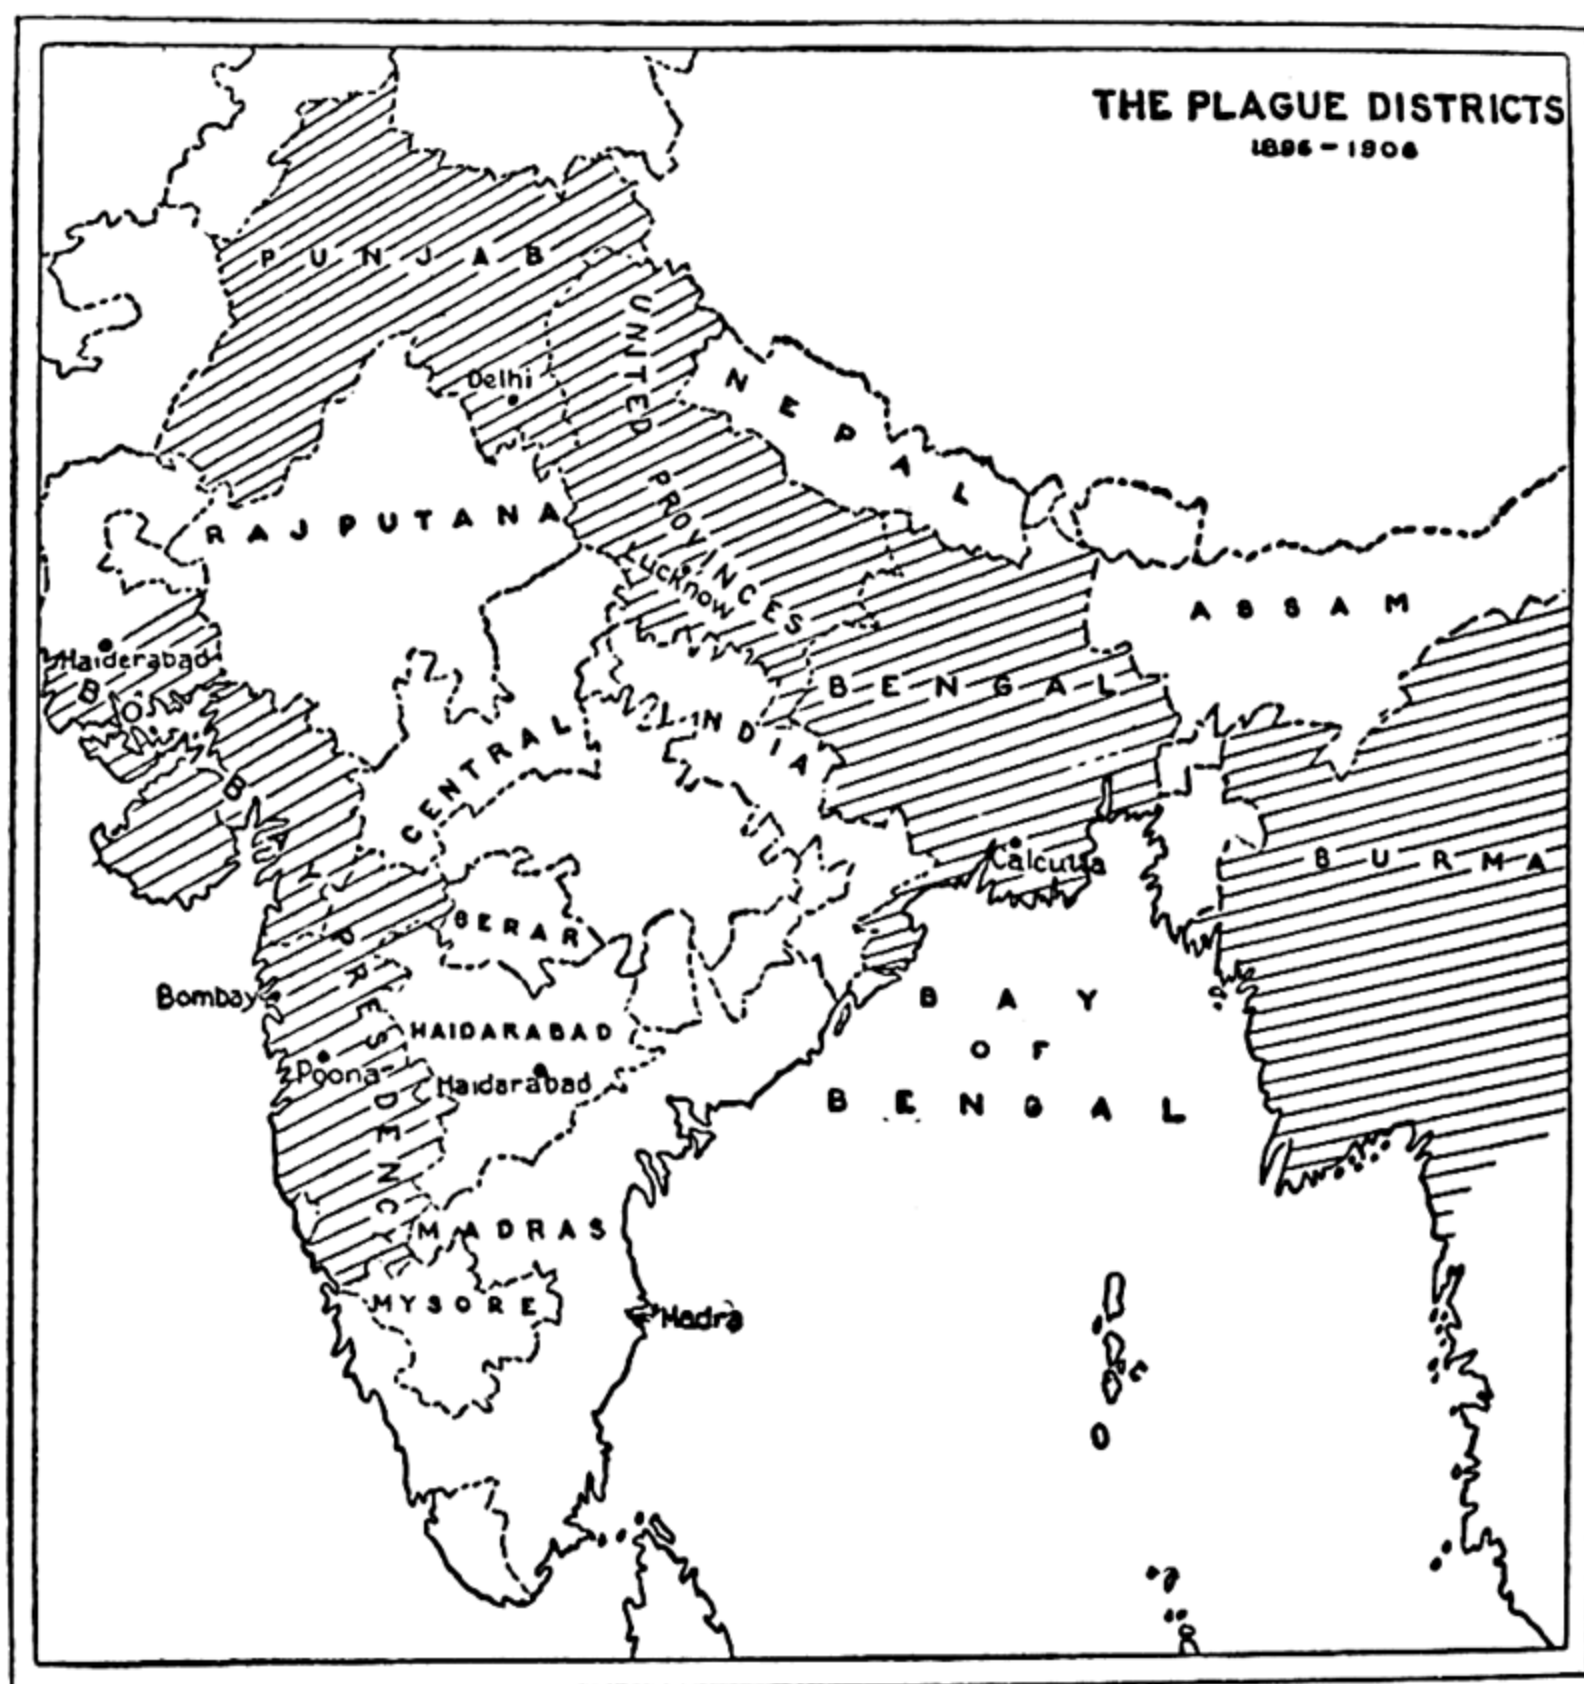 THE PLAGUE DISTRICTS
1896-1906
PUNJAB
UNITED
PROVINCES
Delhi
NEPAL
RAJPUTANA
Lucknow
ASSAM
Haiderabad
BENGAL
CENTRAL INDIA
BOMBAY PRESIDENCY
Calcutta
BURMA
BERAR
Bombay
BAY
OF
BENGAL
HAIDARABAD
Poona
Haidarabad
MADRAS
MYSORE
Madra